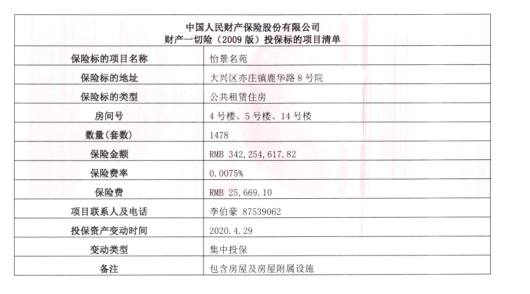 中国人民财产保险股份有限公司
财产一切险（2009 版）投保标的项目清单
保险标的项目名称 怡景名苑
保险标的地址 大兴区亦庄镇鹿华路 8 号院
保险标的类型 公共租赁住房
房间号 4 号楼、5 号楼、14 号楼
数量(套数) 1478
保险金额 RMB 342,254,617.82
保险费率 0.0075%
保险费 RMB 25,669.10
项目联系人及电话 李伯豪 87539062
投保资产变动时间 2020.4.29
变动类型 集中投保
备注 包含房屋及房屋附属设施